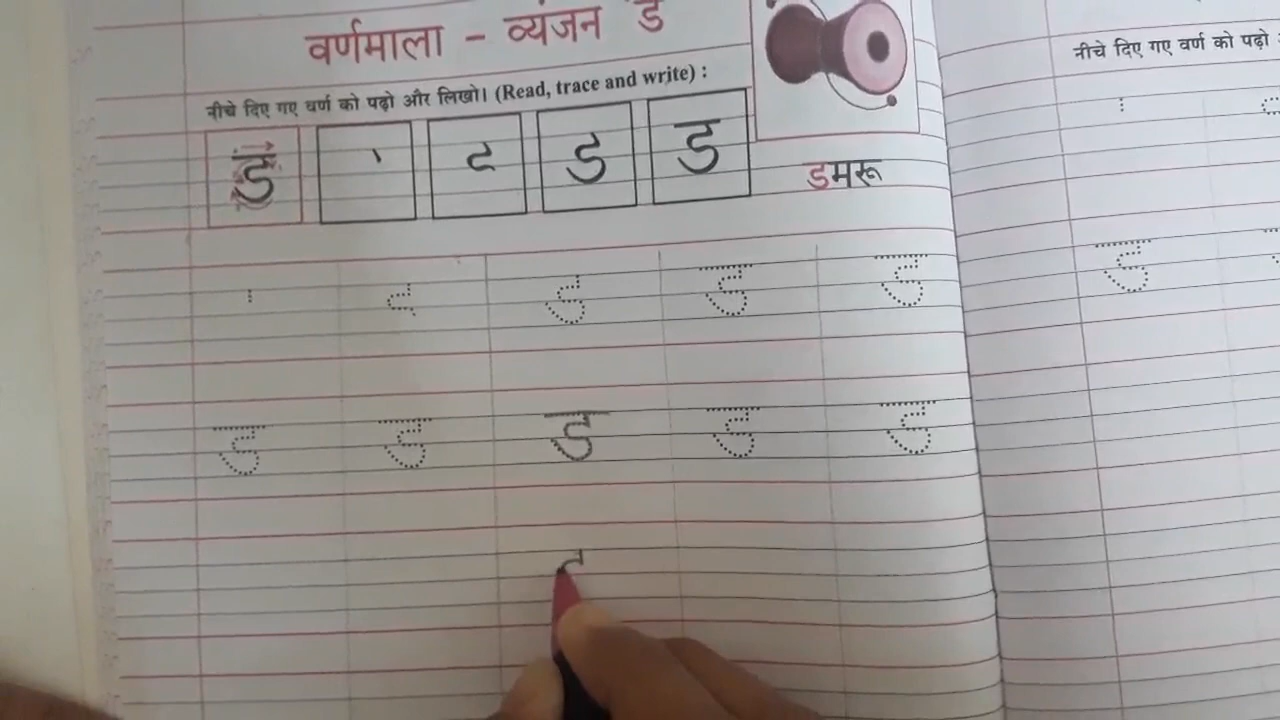 वर्णमाला - व्यंजन ड
नीचे दिए गए वर्ण को पढ़ो और लिखो। (Read, trace and write) :
ड ड ड
डमरू
ड ड ड
ड ड ड ड ड
नीचे दिए गए वर्ण को पढ़ो
ड